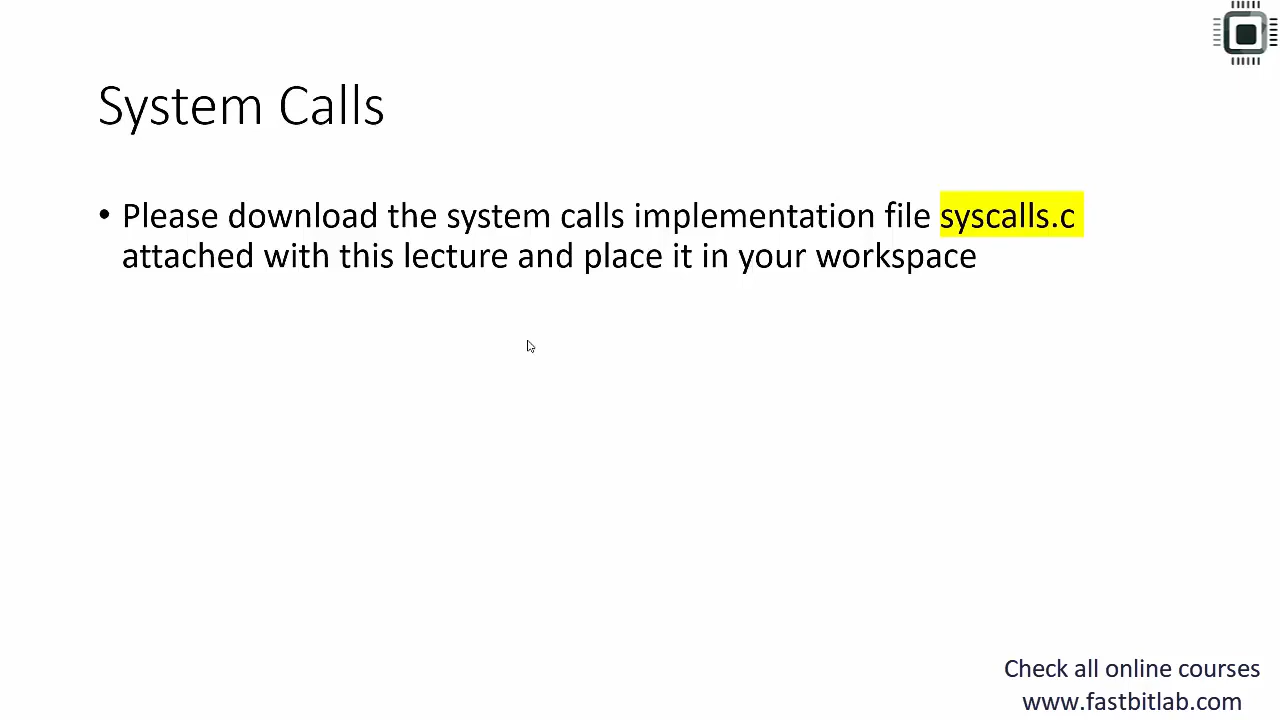 System Calls
• Please download the system calls implementation file syscalls.c
attached with this lecture and place it in your workspace
Check all online courses
www.fastbitlab.com